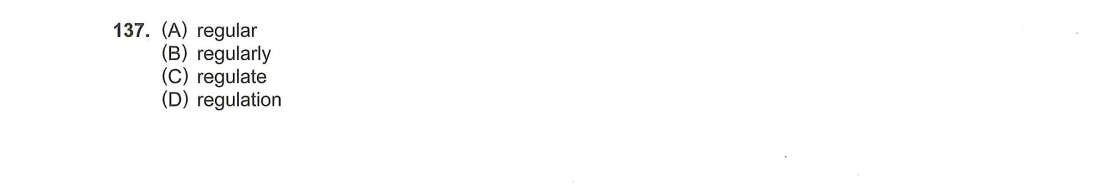 137. (A) regular
(B) regularly
(C) regulate
(D) regulation